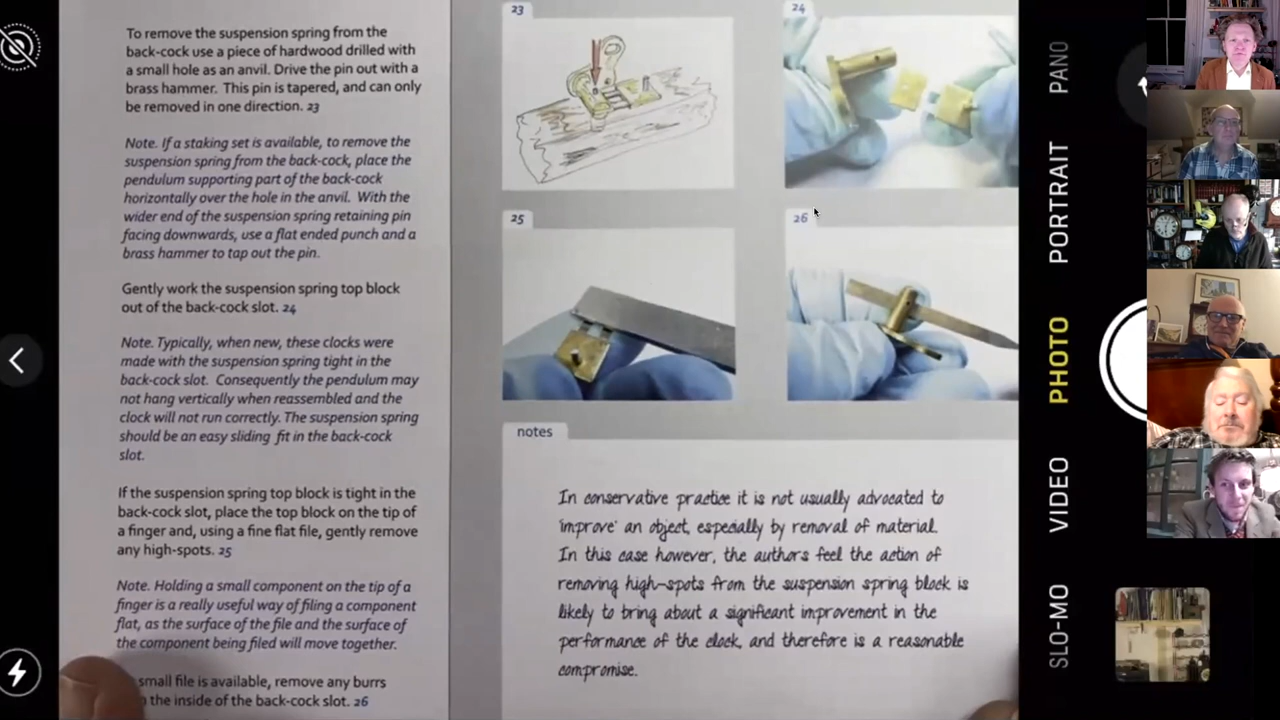 To remove the suspension spring from the
back-cock use a piece of hardwood drilled with
a small hole as an anvil. Drive the pin out with a
brass hammer. This pin is tapered, and can only
be removed in one direction. 23
Note. If a staking set is available, to remove the
suspension spring from the back-cock, place the
pendulum supporting part of the back-cock
horizontally over the hole in the anvil. With the
wider end of the suspension spring retaining pin
facing downwards, use a flat ended punch and a
brass hammer to tap out the pin.
Gently work the suspension spring top block
out of the back-cock slot. 24
Note. Typically, when new, these clocks were
made with the suspension spring tight in the
back-cock slot. Consequently the pendulum may
not hang vertically when reassembled and the
clock will not run correctly. The suspension spring
should be an easy sliding fit in the back-cock
slot.
If the suspension spring top block is tight in the
back-cock slot, place the top block on the tip of
a finger and, using a fine flat file, gently remove
any high-spots. 25
Note. Holding a small component on the tip of a
finger is a really useful way of filing a component
flat, as the surface of the file and the surface of
the component being filed will move together.
small file is available, remove any burrs
the inside of the back-cock slot. 26
23
24
25
26
notes
In conservative practice it is not usually advocated to
'improve' an object, especially by removal of material.
In this case however, the authors feel the action of
removing high-spots from the suspension spring block is
likely to bring about a significant improvement in the
performance of the clock, and therefore is a reasonable
compromise.
PANO
PORTRAIT
PHOTO
VIDEO
SLO-MO